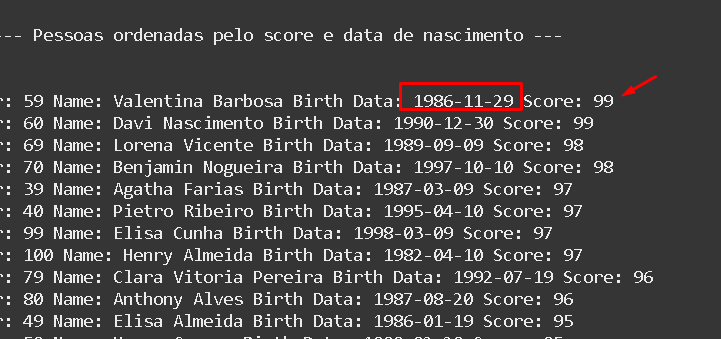 --- Pessoas ordenadas pelo score e data de nascimento ---
r: 59 Name: Valentina Barbosa Birth Data: 1986-11-29 Score: 99
r: 60 Name: Davi Nascimento Birth Data: 1990-12-30 Score: 99
r: 69 Name: Lorena Vicente Birth Data: 1989-09-09 Score: 98
r: 70 Name: Benjamin Nogueira Birth Data: 1997-10-10 Score: 98
r: 39 Name: Agatha Farias Birth Data: 1987-03-09 Score: 97
r: 40 Name: Pietro Ribeiro Birth Data: 1995-04-10 Score: 97
r: 99 Name: Elisa Cunha Birth Data: 1998-03-09 Score: 97
r: 100 Name: Henry Almeida Birth Data: 1982-04-10 Score: 97
r: 79 Name: Clara Vitoria Pereira Birth Data: 1992-07-19 Score: 96
r: 80 Name: Anthony Alves Birth Data: 1987-08-20 Score: 96
r: 49 Name: Elisa Almeida Birth Data: 1986-01-19 Score: 95